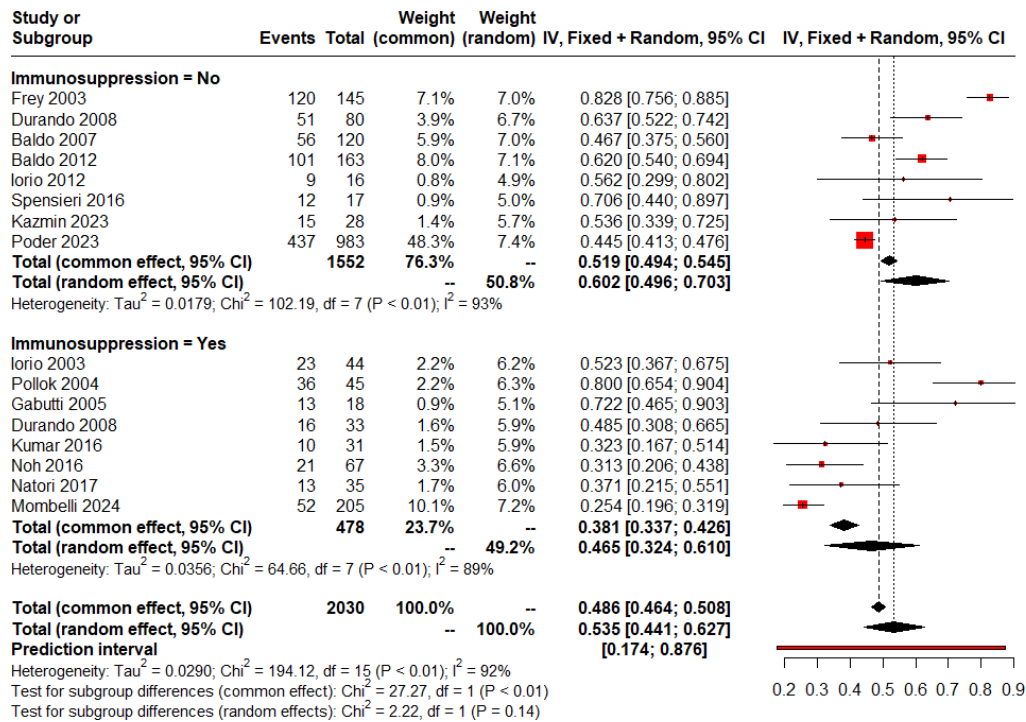 Study or Weight Weight
Subgroup Events Total (common) (random) IV, Fixed + Random, 95% CI IV, Fixed + Random, 95% CI
Immunosuppression = No
Frey 2003 120 145 7.1% 7.0% 0.828 [0.756; 0.885]
Durando 2008 51 80 3.9% 6.7% 0.637 [0.522; 0.742]
Baldo 2007 56 120 5.9% 7.0% 0.467 [0.375; 0.560]
Baldo 2012 101 163 8.0% 7.1% 0.620 [0.540; 0.694]
Iorio 2012 9 16 0.8% 4.9% 0.562 [0.299; 0.802]
Spensieri 2016 12 17 0.9% 5.0% 0.706 [0.440; 0.897]
Kazmin 2023 15 28 1.4% 5.7% 0.536 [0.339; 0.725]
Poder 2023 437 983 48.3% 7.4% 0.445 [0.413; 0.476]
Total (common effect, 95% CI) 1552 76.3% -- 0.519 [0.494; 0.545]
Total (random effect, 95% CI) -- 50.8% 0.602 [0.496; 0.703]
Heterogeneity: Tau² = 0.0179; Chi² = 102.19, df = 7 (P < 0.01); I² = 93%
Immunosuppression = Yes
Iorio 2003 23 44 2.2% 6.2% 0.523 [0.367; 0.675]
Pollok 2004 36 45 2.2% 6.3% 0.800 [0.654; 0.904]
Gabutti 2005 13 18 0.9% 5.1% 0.722 [0.465; 0.903]
Durando 2008 16 33 1.6% 5.9% 0.485 [0.308; 0.665]
Kumar 2016 10 31 1.5% 5.9% 0.323 [0.167; 0.514]
Noh 2016 21 67 3.3% 6.6% 0.313 [0.206; 0.438]
Natori 2017 13 35 1.7% 6.0% 0.371 [0.215; 0.551]
Mombelli 2024 52 205 10.1% 7.2% 0.254 [0.196; 0.319]
Total (common effect, 95% CI) 478 23.7% -- 0.381 [0.337; 0.426]
Total (random effect, 95% CI) -- 49.2% 0.465 [0.324; 0.610]
Heterogeneity: Tau² = 0.0356; Chi² = 64.66, df = 7 (P < 0.01); I² = 89%
Total (common effect, 95% CI) 2030 100.0% -- 0.486 [0.464; 0.508]
Total (random effect, 95% CI) -- 100.0% 0.535 [0.441; 0.627]
Prediction interval [0.174; 0.876]
Heterogeneity: Tau² = 0.0290; Chi² = 194.12, df = 15 (P < 0.01); I² = 92%
Test for subgroup differences (common effect): Chi² = 27.27, df = 1 (P < 0.01)
Test for subgroup differences (random effects): Chi² = 2.22, df = 1 (P = 0.14)
0.2 0.3 0.4 0.5 0.6 0.7 0.8 0.9